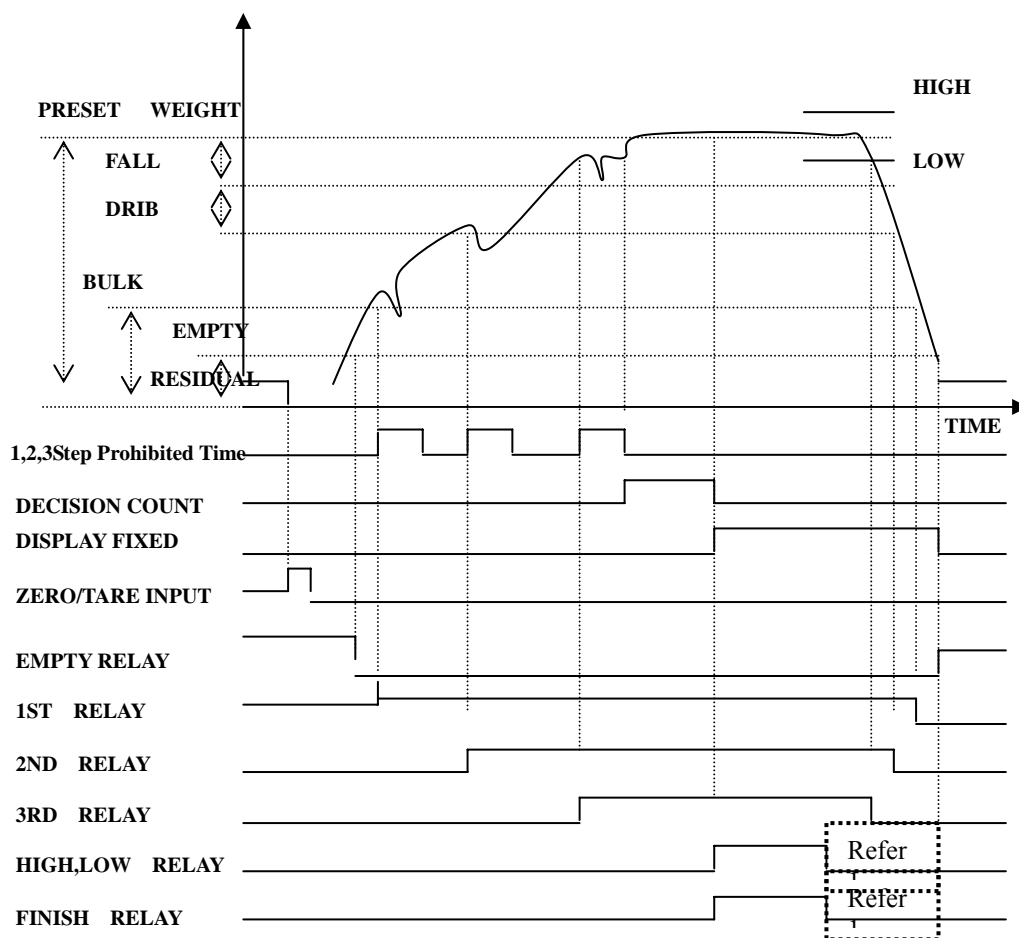 HIGH
PRESET WEIGHT
FALL
LOW
DRIB
BULK
EMPTY
RESIDUAL
TIME
1,2,3Step Prohibited Time
DECISION COUNT
DISPLAY FIXED
ZERO/TARE INPUT
EMPTY RELAY
1ST RELAY
2ND RELAY
3RD RELAY
HIGH,LOW RELAY
Refer
FINISH RELAY
Refer